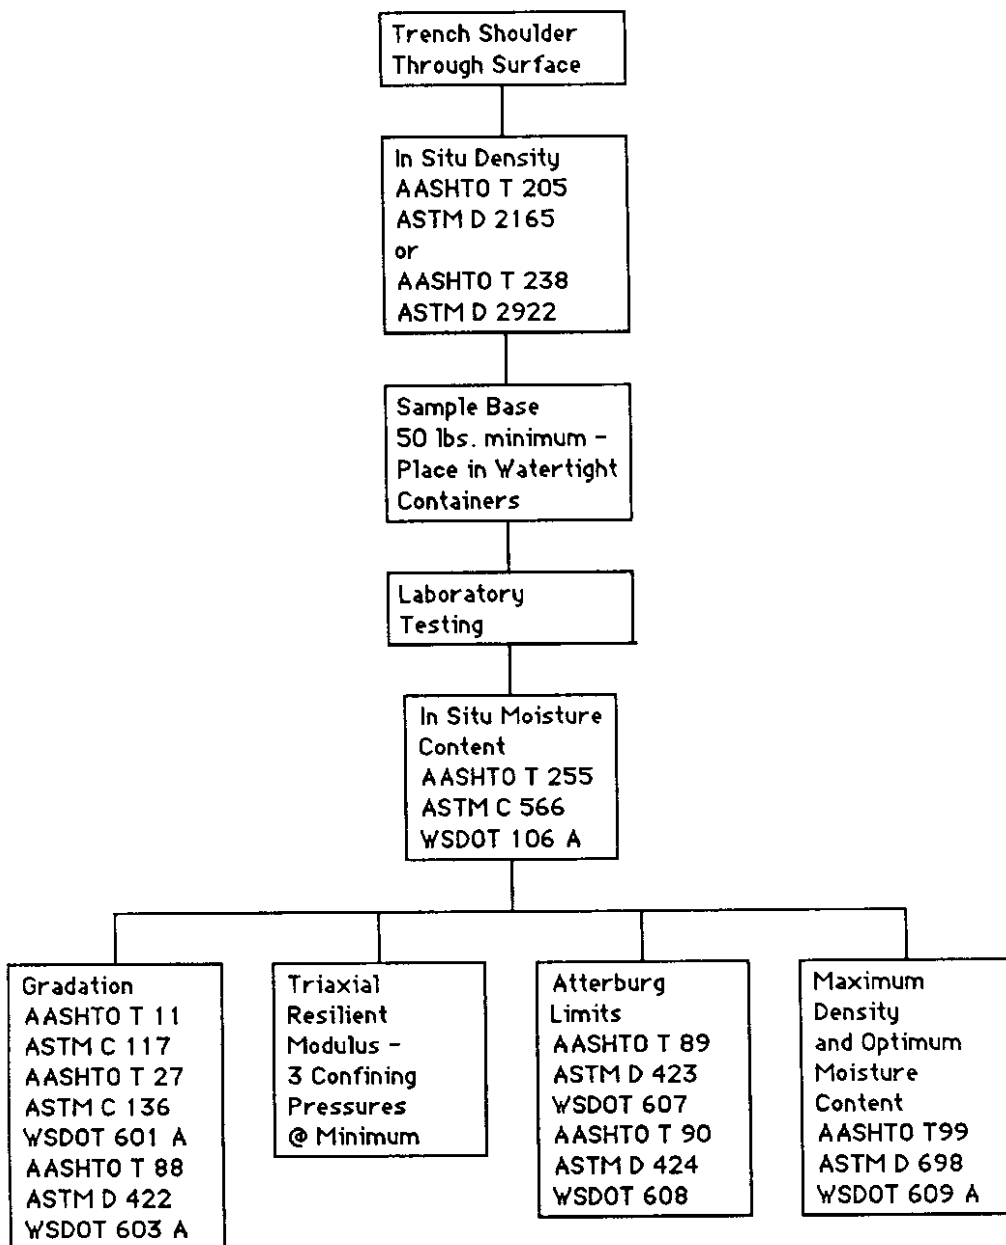 Trench Shoulder
Through Surface
In Situ Density
AASHTO T 205
ASTM D 2165
or
AASHTO T 238
ASTM D 2922
Sample Base
50 lbs. minimum -
Place in Watertight
Containers
Laboratory
Testing
In Situ Moisture
Content
AASHTO T 255
ASTM C 566
WSDOT 106 A
Gradation
AASHTO T 11
ASTM C 117
AASHTO T 27
ASTM C 136
WSDOT 601 A
AASHTO T 88
ASTM D 422
WSDOT 603 A
Triaxial
Resilient
Modulus -
3 Confining
Pressures
@ Minimum
Atterburg
Limits
AASHTO T 89
ASTM D 423
WSDOT 607
AASHTO T 90
ASTM D 424
WSDOT 608
Maximum
Density
and Optimum
Moisture
Content
AASHTO T99
ASTM D 698
WSDOT 609 A